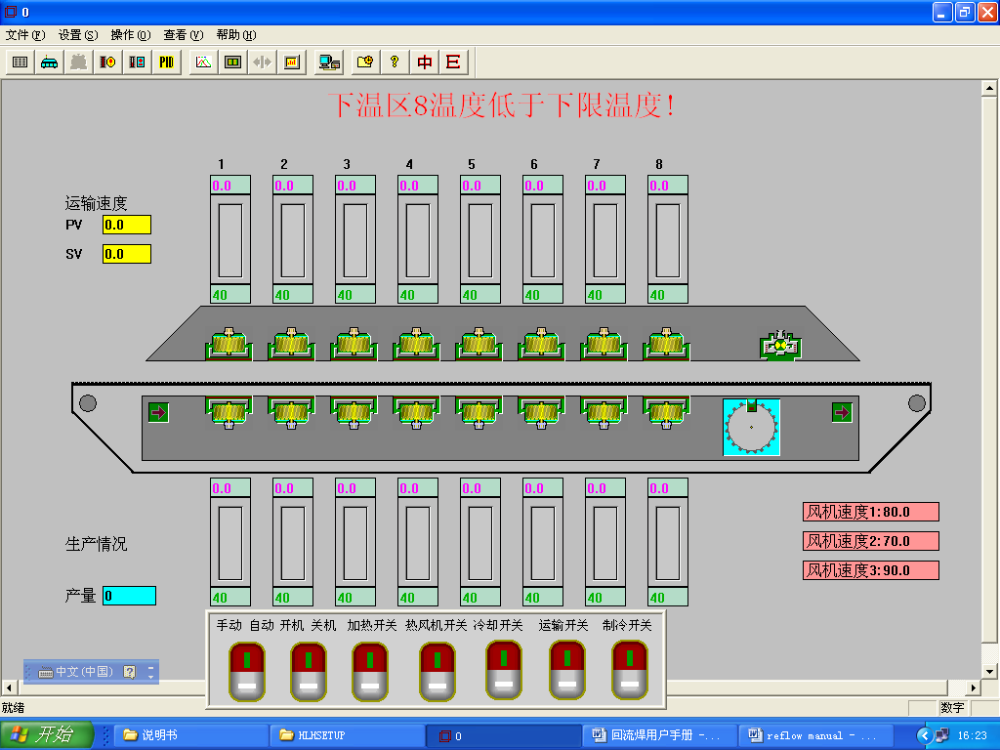 0
文件(F) 设置(S) 操作(O) 查看(V) 帮助(H)
PID ? 中
下温区8温度低于下限温度!
1 2 3 4 5 6 7 8
0.0 0.0 0.0 0.0 0.0 0.0 0.0 0.0
运输速度
PV 0.0
SV 0.0
40 40 40 40 40 40 40 40
0.0 0.0 0.0 0.0 0.0 0.0 0.0 0.0
风机速度1:80.0
风机速度2:70.0
风机速度3:90.0
生产情况
产量 0
40 40 40 40 40 40 40 40
手动 自动 开机 关机 加热开关 热风机开关 冷却开关 运输开关 制冷开关
中文(中国) ?
就绪 数字
开始 说明书 HLHSETUP 0 回流焊用户手册 -... reflow manual - ... 16:23